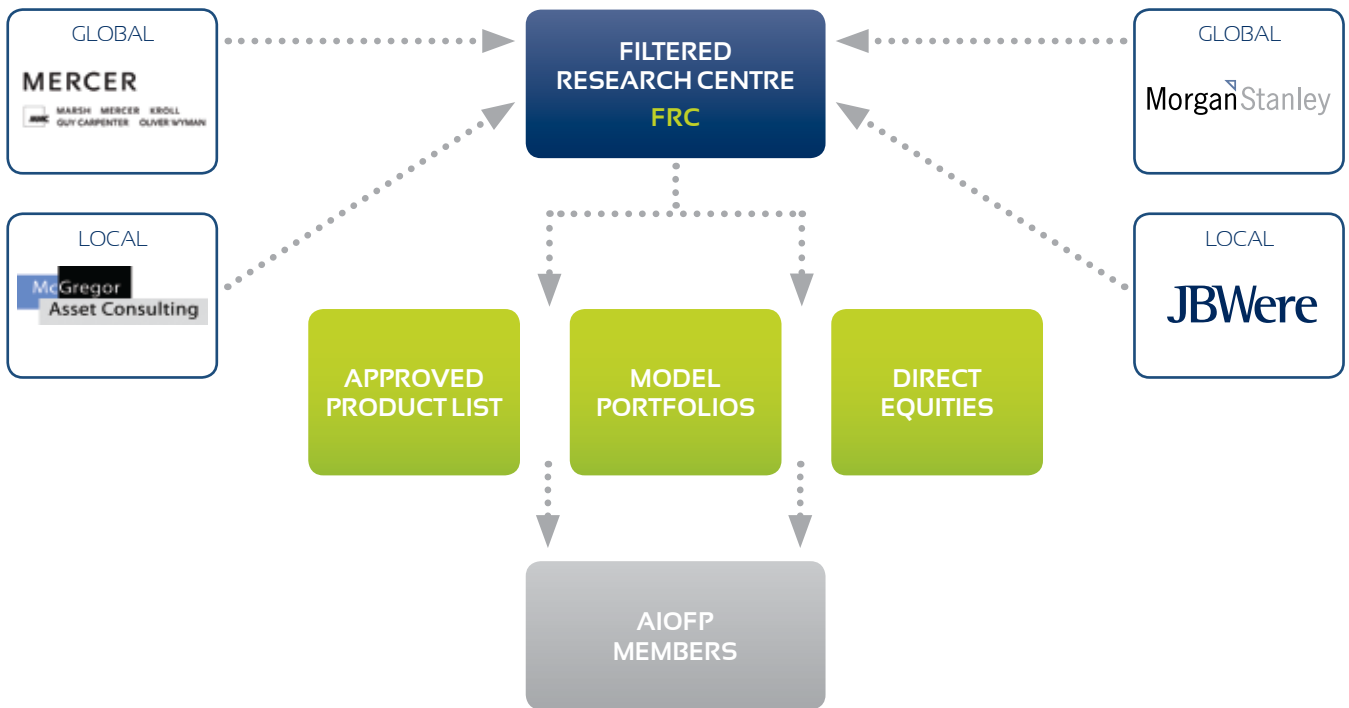 GLOBAL
MERCER
MARSH MERCER KROLL
GUY CARPENTER OLIVER WYMAN
LOCAL
McGregor
Asset Consulting
FILTERED
RESEARCH CENTRE
FRC
GLOBAL
Morgan Stanley
LOCAL
JBWere
APPROVED
PRODUCT LIST
MODEL
PORTFOLIOS
DIRECT
EQUITIES
AIOFP
MEMBERS